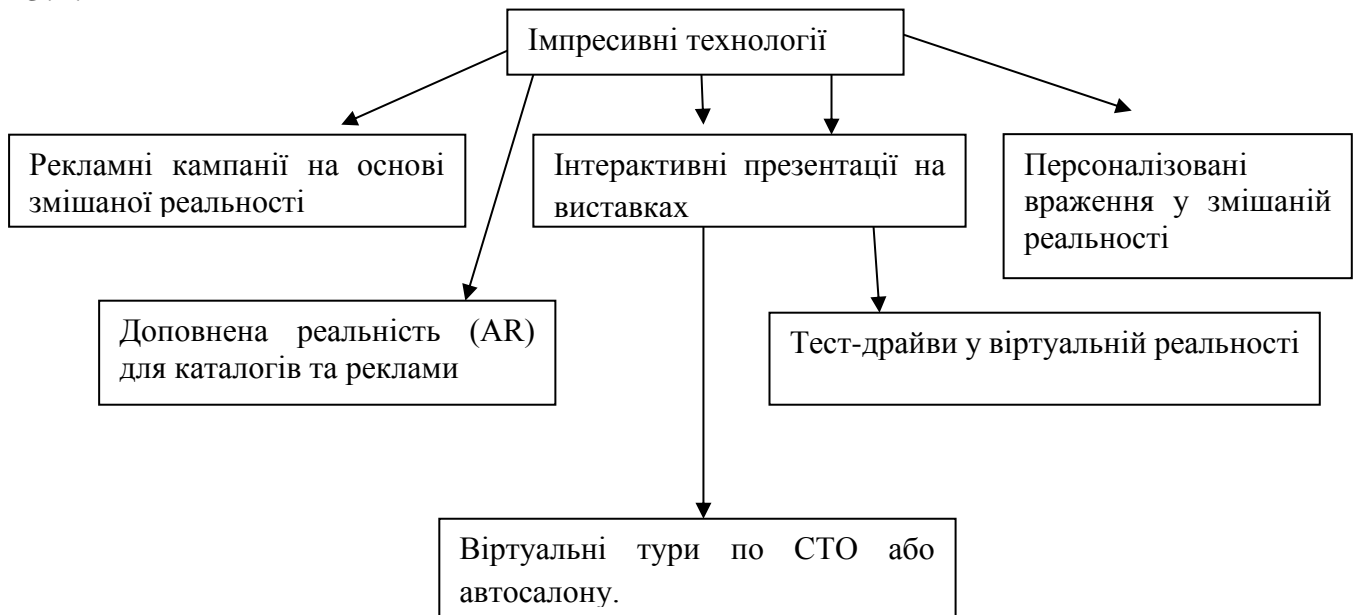 Імпресивні технології
Рекламні кампанії на основі
змішаної реальності
Інтерактивні презентації на
виставках
Персоналізовані
враження у змішаній
реальності
Доповнена реальність (AR)
для каталогів та реклами
Тест-драйви у віртуальній реальності
Віртуальні тури по СТО або
автосалону.